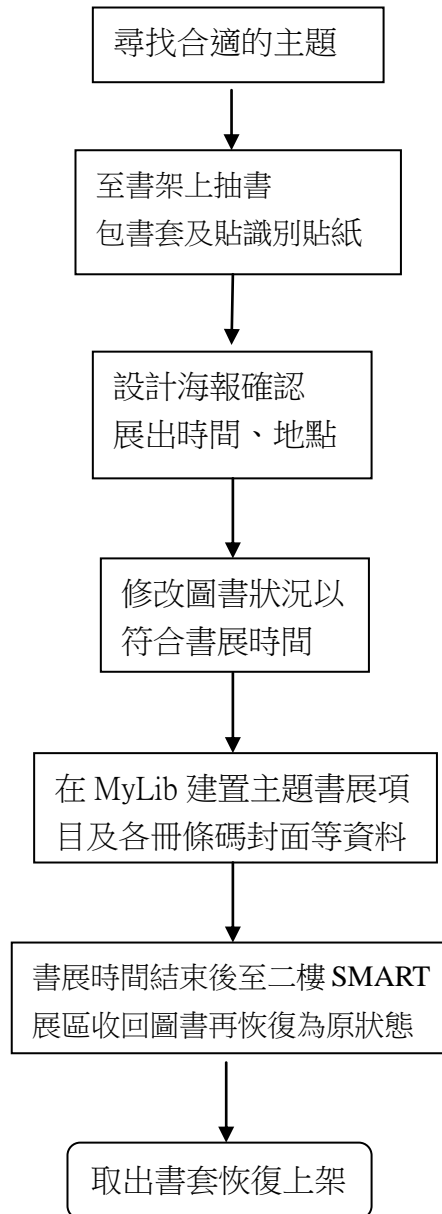 尋找合適的主題
至書架上抽書
包書套及貼識別貼紙
設計海報確認
展出時間、地點
修改圖書狀況以
符合書展時間
在 MyLib 建置主題書展項
目及各冊條碼封面等資料
書展時間結束後至二樓 SMART
展區收回圖書再恢復為原狀態
取出書套恢復上架